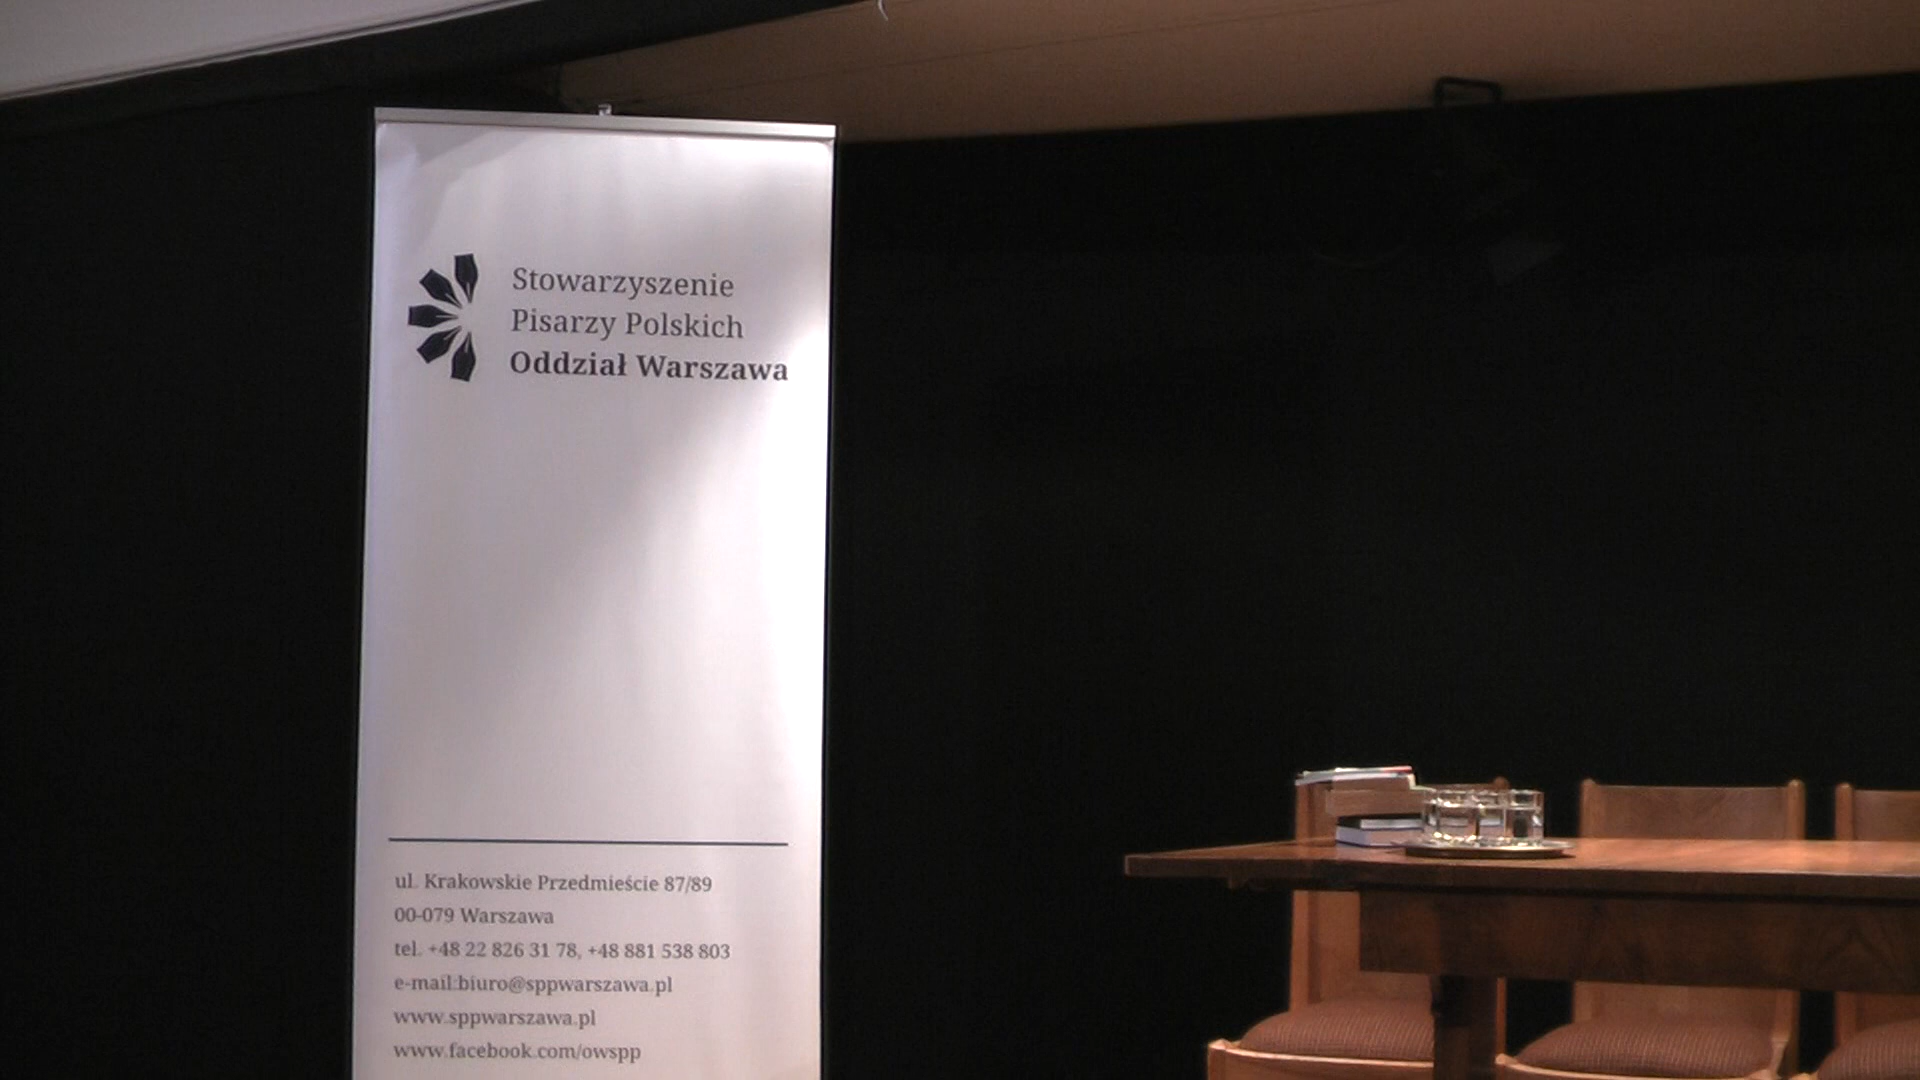 Stowarzyszenie
Pisarzy Polskich
Oddział Warszawa
ul. Krakowskie Przedmieście 87/89
00-079 Warszawa
tel. +48 22 826 31 78, +48 881 538 803
e-mail:biuro@sppwarszawa.pl
www.sppwarszawa.pl
www.facebook.com/owspp